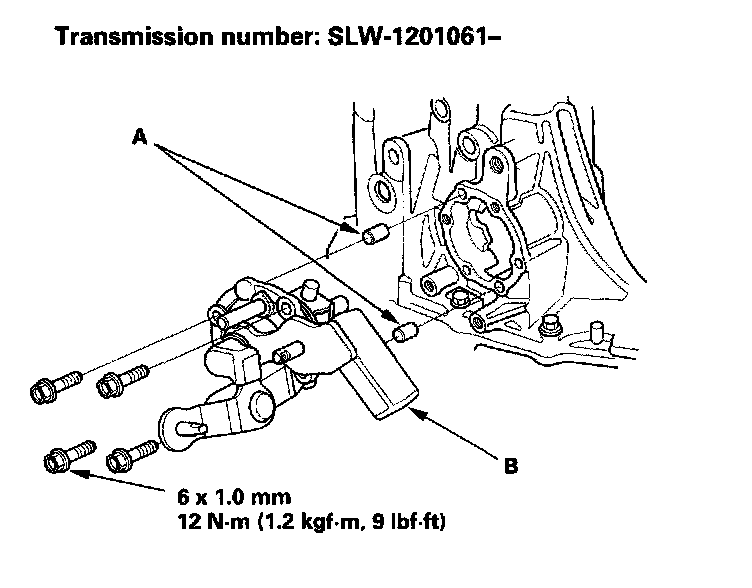 Transmission number: SLW-1201061–
A
B
6 x 1.0 mm
12 N·m (1.2 kgf·m, 9 lbf·ft)